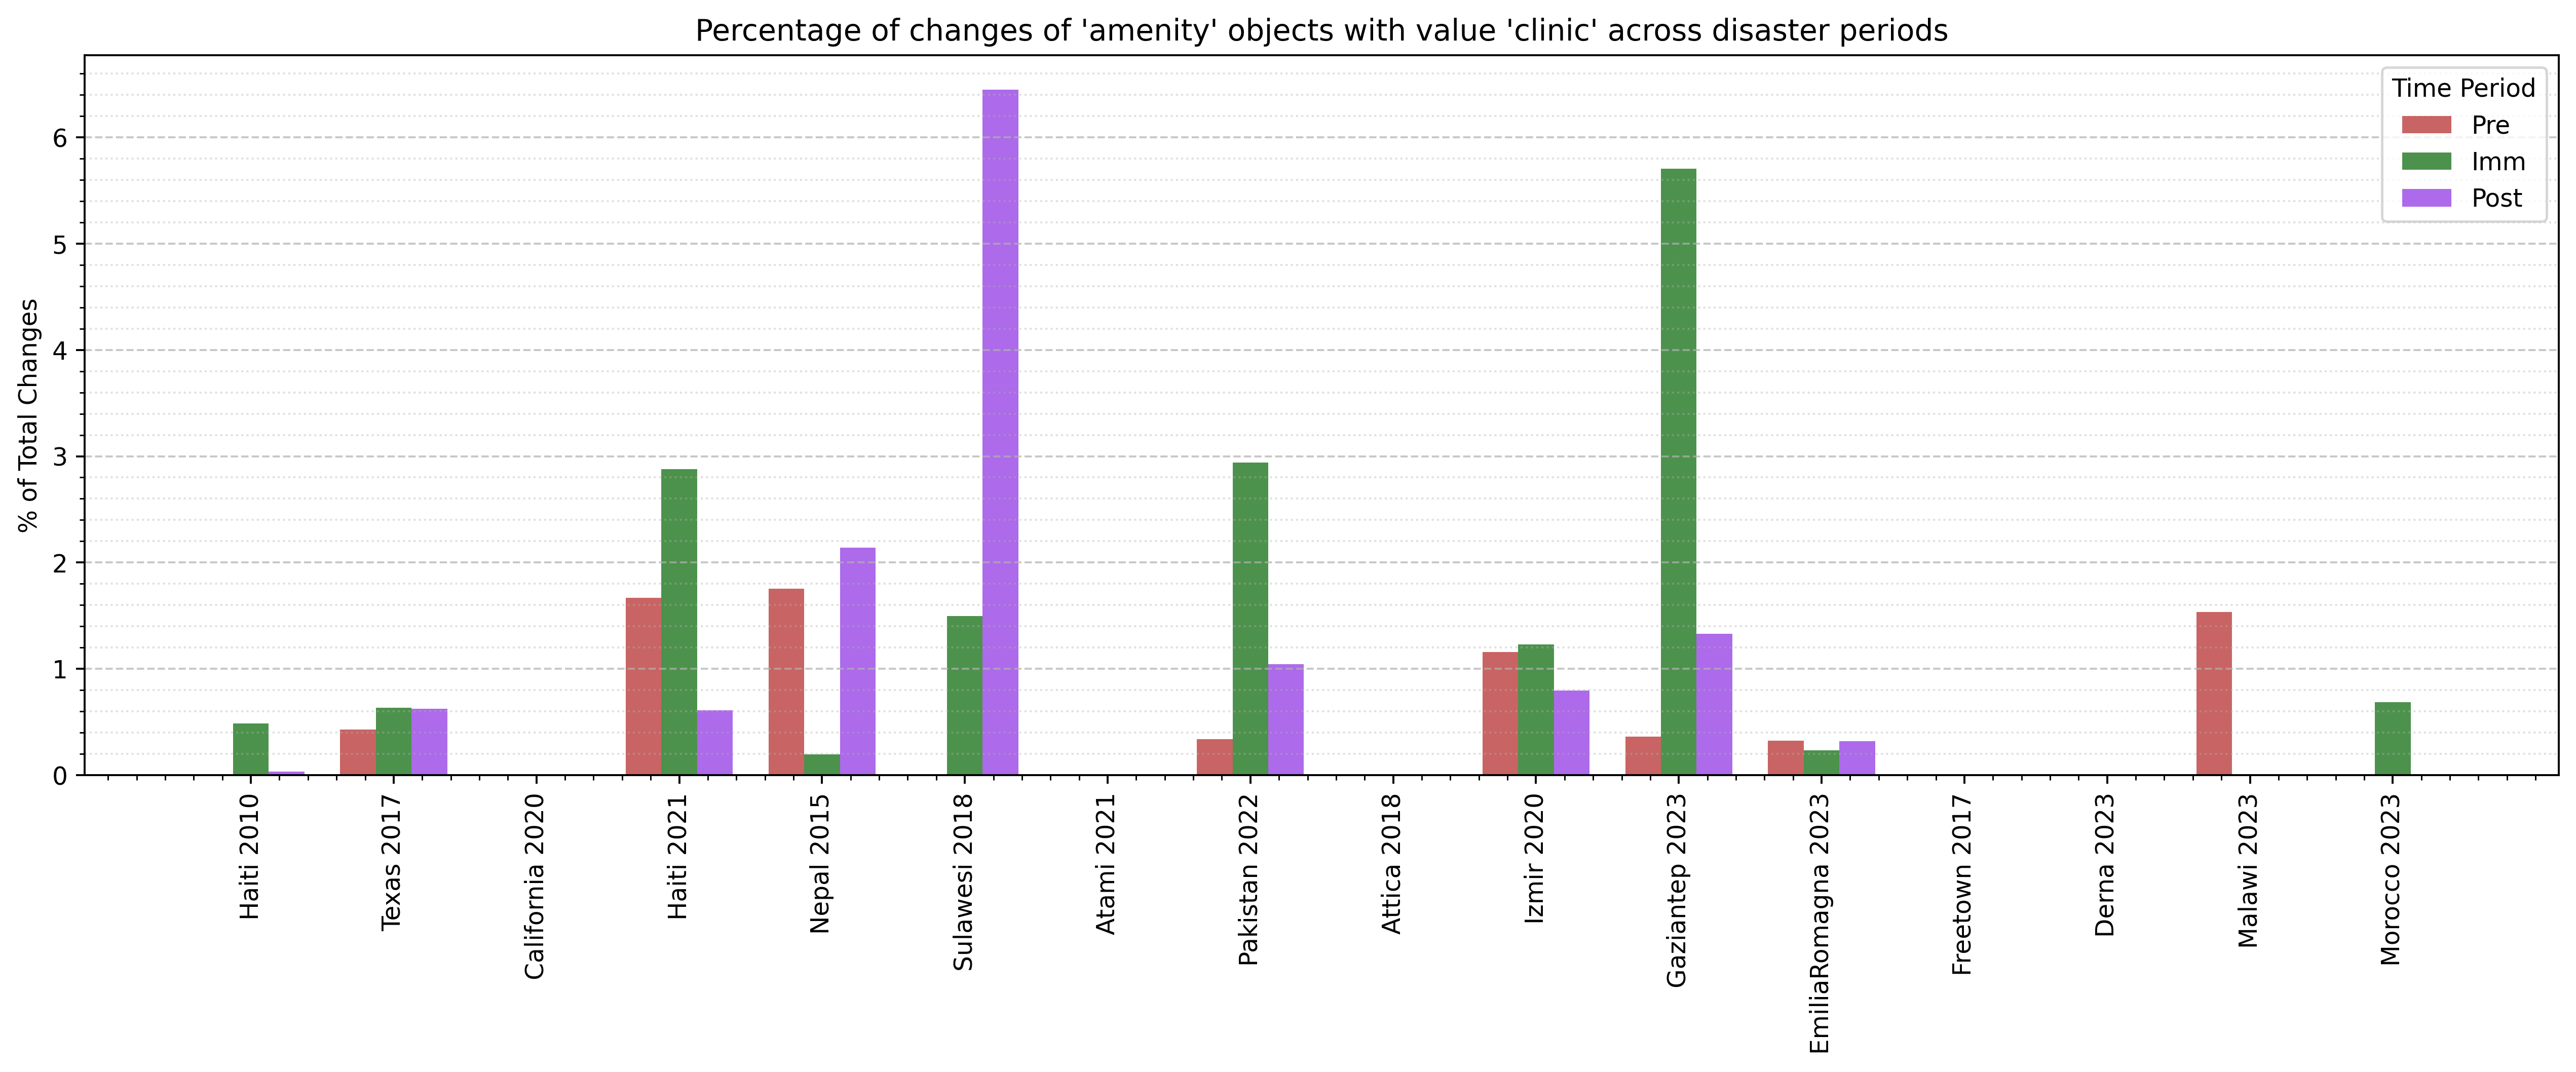 Percentage of changes of 'amenity' objects with value 'clinic' across disaster periods
% of Total Changes
6
5
4
3
2
1
0
Time Period
Pre
Imm
Post
Haiti 2010
Texas 2017
California 2020
Haiti 2021
Nepal 2015
Sulawesi 2018
Atami 2021
Pakistan 2022
Attica 2018
Izmir 2020
Gaziantep 2023
EmiliaRomagna 2023
Freetown 2017
Derna 2023
Malawi 2023
Morocco 2023